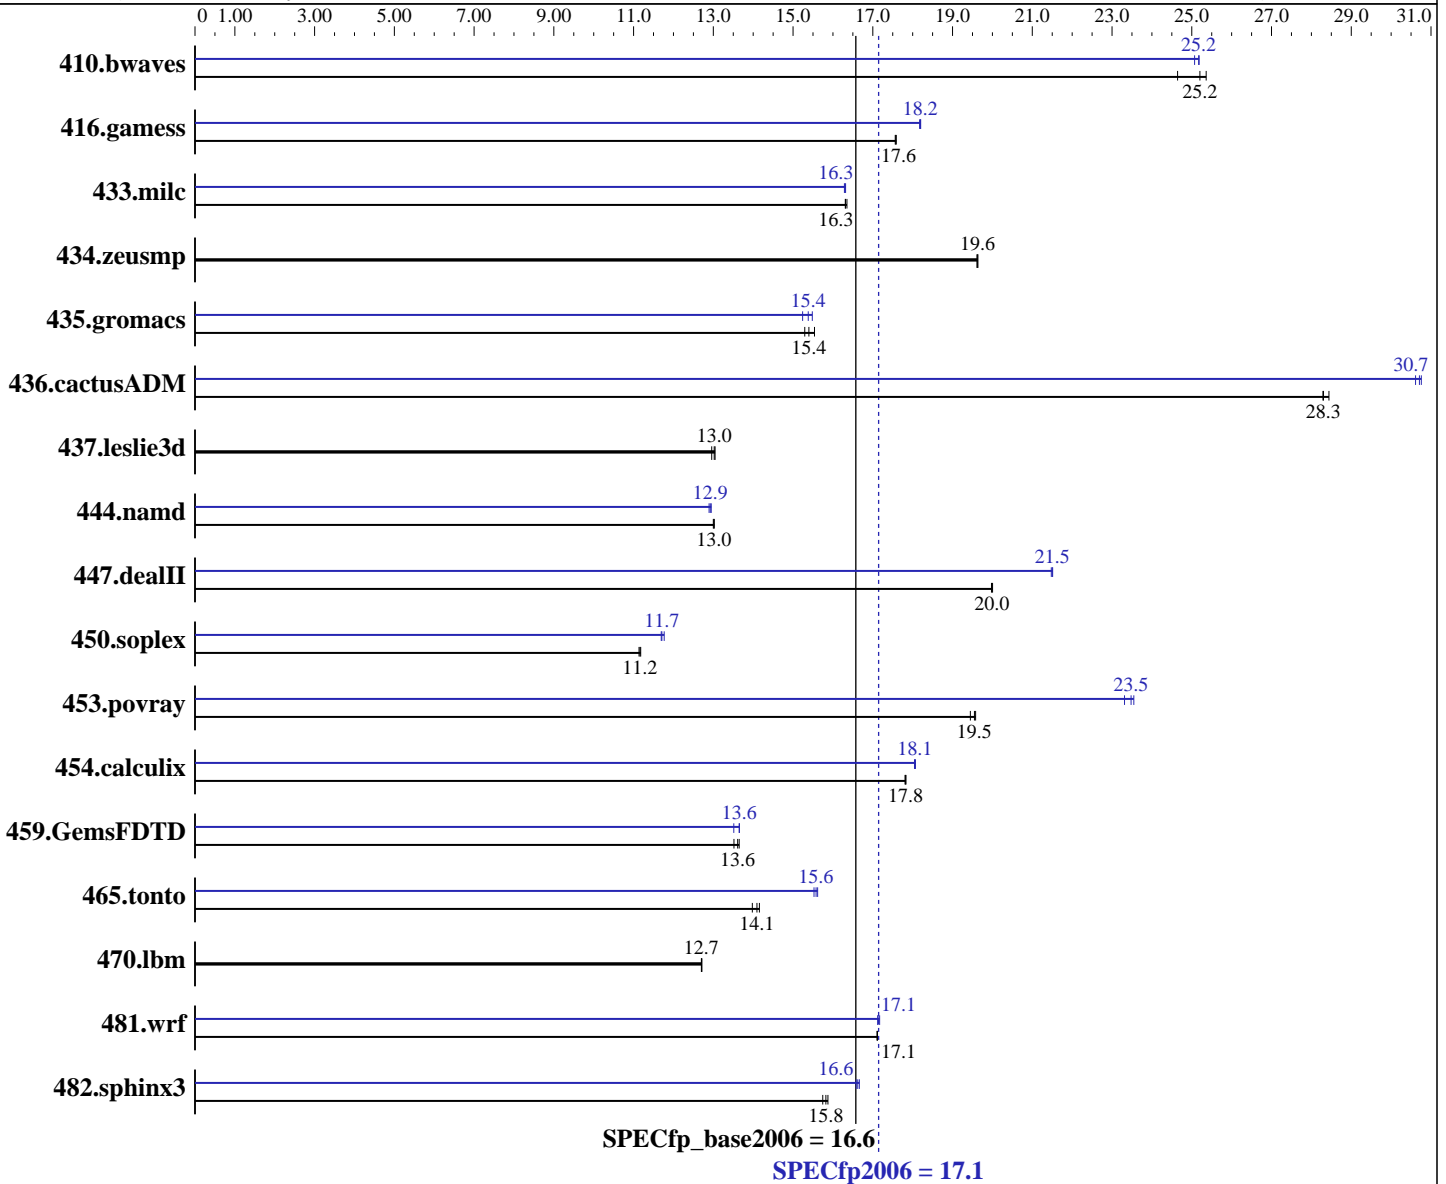 0 1.00 3.00 5.00 7.00 9.00 11.0 13.0 15.0 17.0 19.0 21.0 23.0 25.0 27.0 29.0 31.0
25.2
410.bwaves
25.2
18.2
416.gamess
17.6
16.3
433.milc
16.3
19.6
434.zeusmp
15.4
435.gromacs
15.4
30.7
436.cactusADM
28.3
13.0
437.leslie3d
12.9
444.namd
13.0
21.5
447.dealII
20.0
11.7
450.soplex
11.2
23.5
453.povray
19.5
18.1
454.calculix
17.8
13.6
459.GemsFDTD
13.6
15.6
465.tonto
14.1
12.7
470.lbm
17.1
481.wrf
17.1
16.6
482.sphinx3
15.8
SPECfp_base2006 = 16.6
SPECfp2006 = 17.1